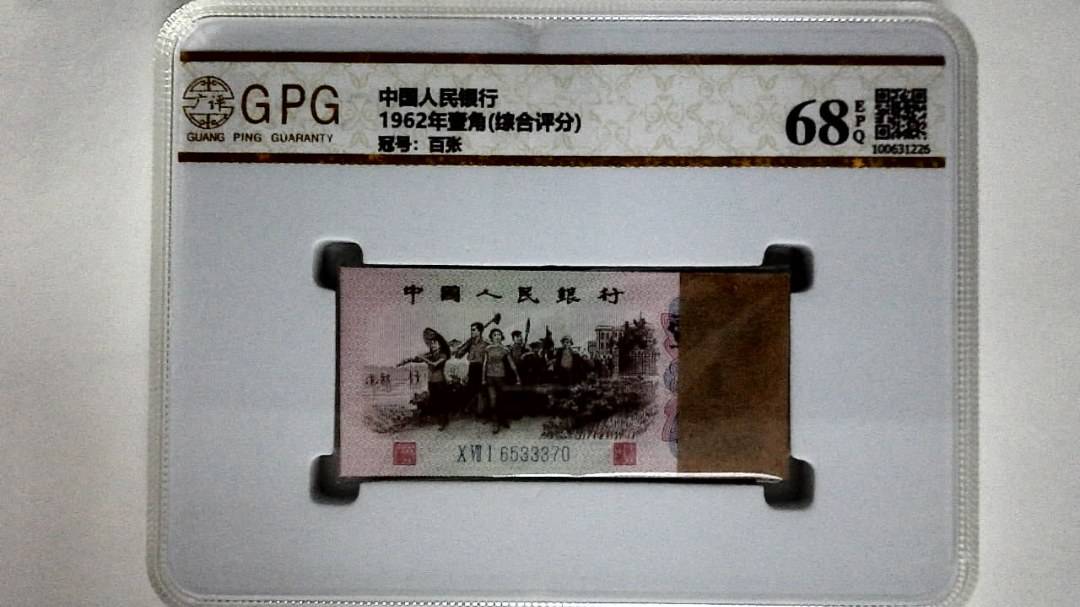 GPG
GUANG PING GUARANTY
中国人民银行
1962年壹角(综合评分)
冠号：百张
68
EPQ
100631226
中國人民銀行
X VII I 6533370